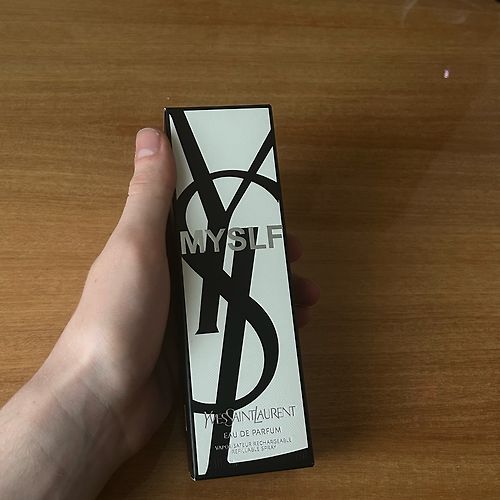 MYSLF
YVESSAINTLAURENT
EAU DE PARFUM
VAPORISATEUR RECHARGEABLE
REFILLABLE SPRAY